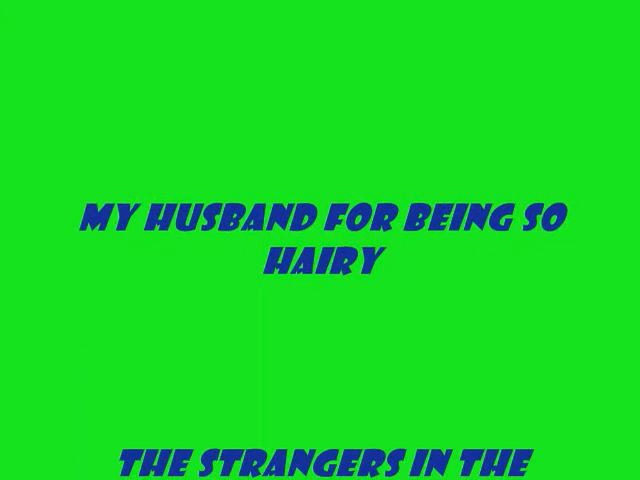 MY HUSBAND FOR BEING SO
HAIRY
THE STRANGERS IN THE